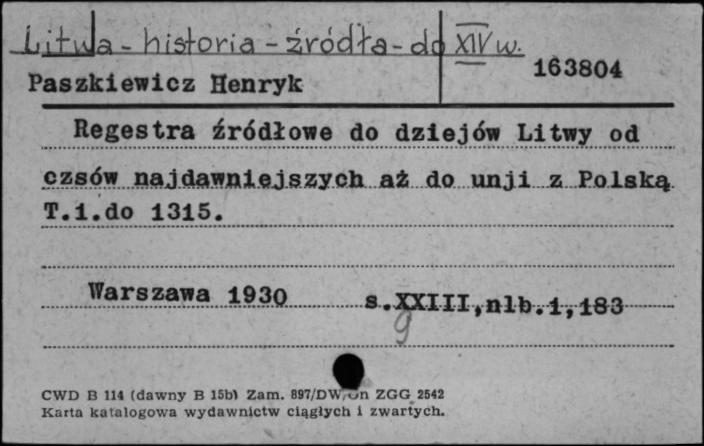 Litwa - historia - źródła - do XIV w.
163804
Paszkiewicz Henryk
Regestra źródłowe do dziejów Litwy od
czsów najdawniejszych aż do unji z Polską
T.1.do 1315.
Warszawa 1930 s.XXIII,nlb.1,183
g
CWD B 114 (dawny B 15b) Zam. 897/DW/Un ZGG 2542
Karta katalogowa wydawnictw ciągłych i zwartych.